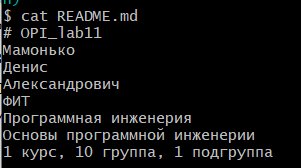 $ cat README.md
# OPI_lab11
Мамонько
Денис
Александрович
ФИТ
Программная инженерия
Основы программной инженерии
1 курс, 10 группа, 1 подгруппа